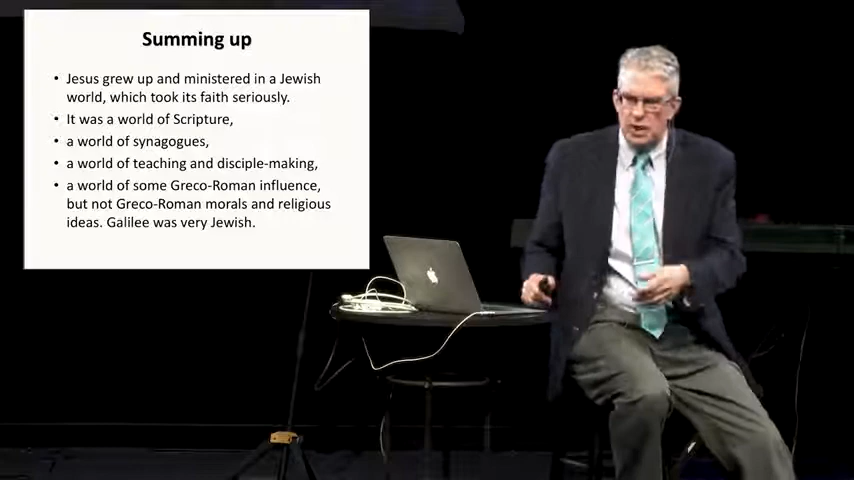 Summing up
• Jesus grew up and ministered in a Jewish
world, which took its faith seriously.
• It was a world of Scripture,
• a world of synagogues,
• a world of teaching and disciple-making,
• a world of some Greco-Roman influence,
but not Greco-Roman morals and religious
ideas. Galilee was very Jewish.